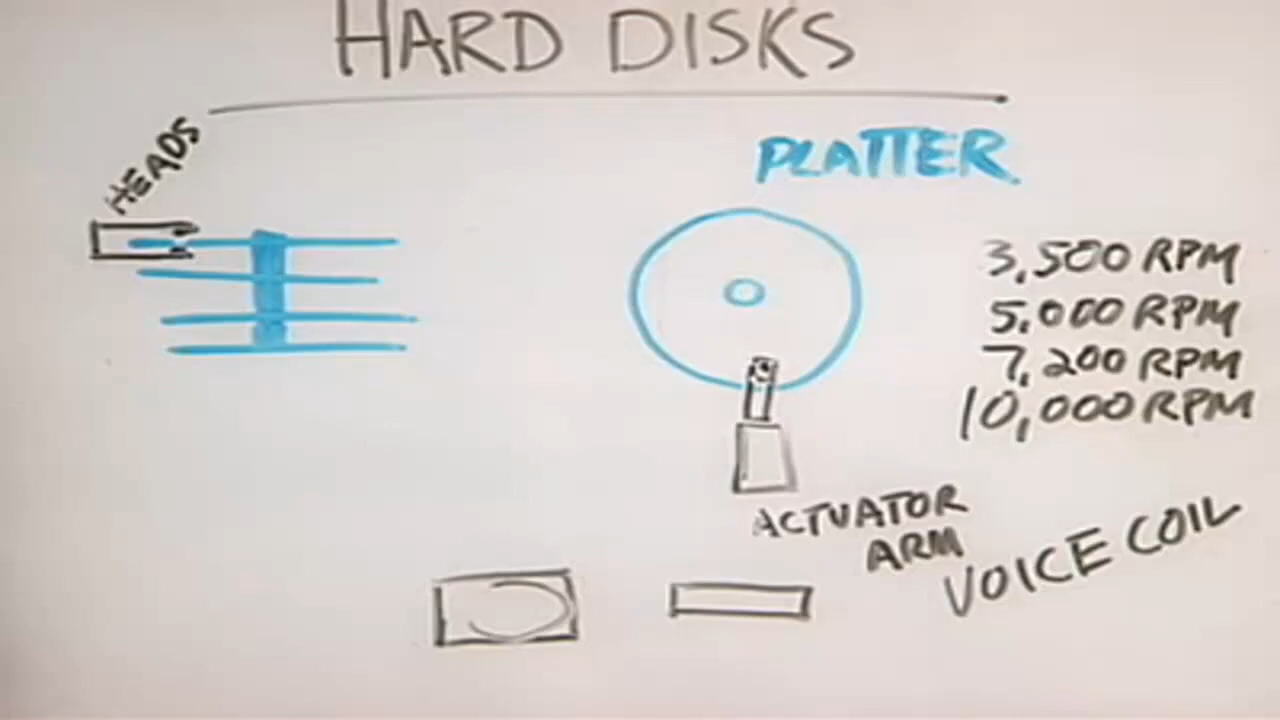 HARD DISKS
HEADS
PLATTER
3,500 RPM
5,000 RPM
7,200 RPM
10,000 RPM
ACTUATOR
ARM
VOICE COIL